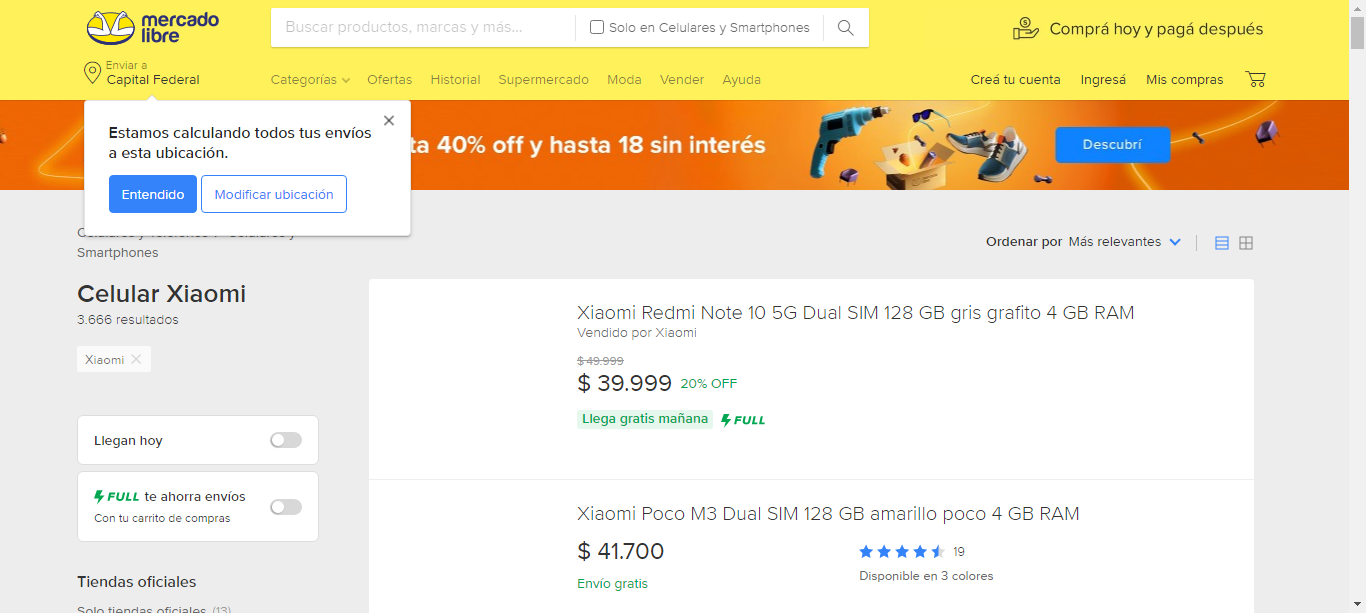 mercado
libre
Buscar productos, marcas y más...
Solo en Celulares y Smartphones
Comprá hoy y pagá después
Enviar a
Capital Federal
Categorías
Ofertas
Historial
Supermercado
Moda
Vender
Ayuda
Creá tu cuenta
Ingresá
Mis compras
Estamos calculando todos tus envíos
a esta ubicación.
Entendido
Modificar ubicación
ta 40% off y hasta 18 sin interés
Descubrí
Smartphones
Ordenar por Más relevantes
Celular Xiaomi
3.666 resultados
Xiaomi
Llegan hoy
FULL te ahorra envíos
Con tu carrito de compras
Tiendas oficiales
Solo tiendas oficiales (13)
Xiaomi Redmi Note 10 5G Dual SIM 128 GB gris grafito 4 GB RAM
Vendido por Xiaomi
$ 49.999
$ 39.999 20% OFF
Llega gratis mañana FULL
Xiaomi Poco M3 Dual SIM 128 GB amarillo poco 4 GB RAM
$ 41.700
19
Envío gratis
Disponible en 3 colores